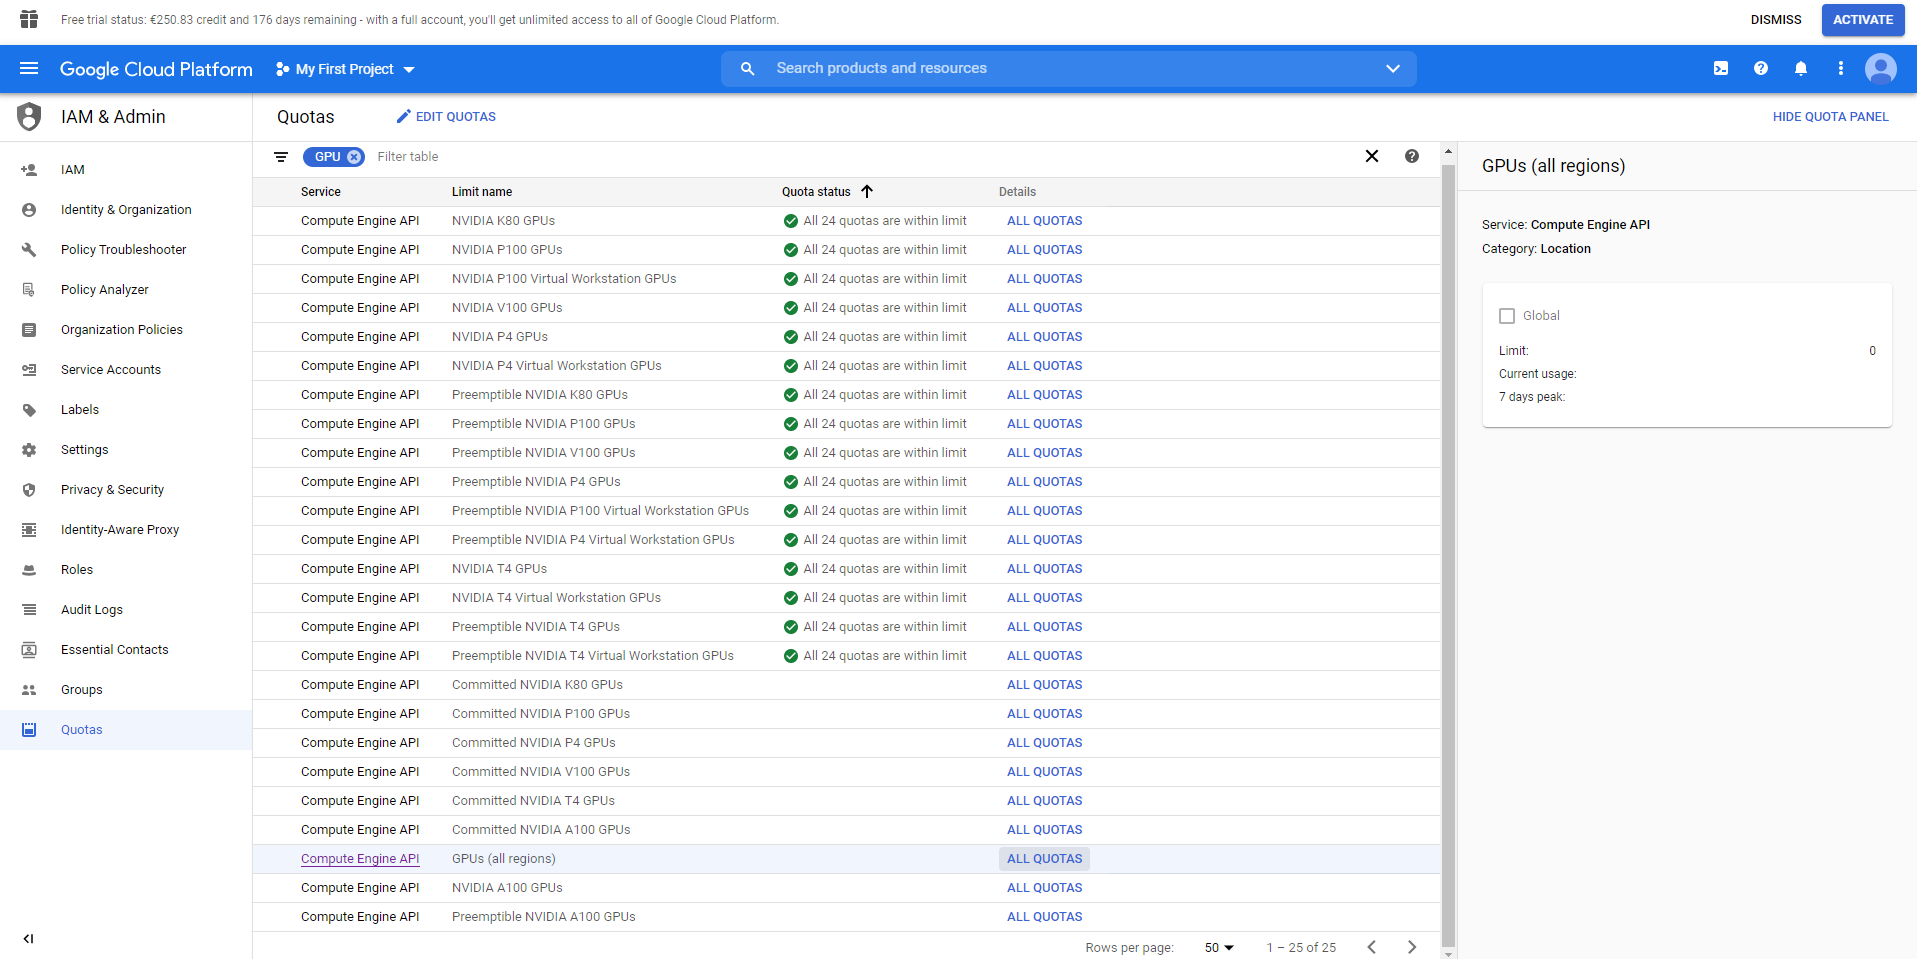 Free trial status: €250.83 credit and 176 days remaining - with a full account, you'll get unlimited access to all of Google Cloud Platform.
DISMISS
ACTIVATE
Google Cloud Platform
My First Project
Search products and resources
IAM & Admin
Quotas
EDIT QUOTAS
HIDE QUOTA PANEL
IAM
Identity & Organization
Policy Troubleshooter
Policy Analyzer
Organization Policies
Service Accounts
Labels
Settings
Privacy & Security
Identity-Aware Proxy
Roles
Audit Logs
Essential Contacts
Groups
Quotas
GPU
Filter table
Service Limit name Quota status Details
Compute Engine API NVIDIA K80 GPUs All 24 quotas are within limit ALL QUOTAS
Compute Engine API NVIDIA P100 GPUs All 24 quotas are within limit ALL QUOTAS
Compute Engine API NVIDIA P100 Virtual Workstation GPUs All 24 quotas are within limit ALL QUOTAS
Compute Engine API NVIDIA V100 GPUs All 24 quotas are within limit ALL QUOTAS
Compute Engine API NVIDIA P4 GPUs All 24 quotas are within limit ALL QUOTAS
Compute Engine API NVIDIA P4 Virtual Workstation GPUs All 24 quotas are within limit ALL QUOTAS
Compute Engine API Preemptible NVIDIA K80 GPUs All 24 quotas are within limit ALL QUOTAS
Compute Engine API Preemptible NVIDIA P100 GPUs All 24 quotas are within limit ALL QUOTAS
Compute Engine API Preemptible NVIDIA V100 GPUs All 24 quotas are within limit ALL QUOTAS
Compute Engine API Preemptible NVIDIA P4 GPUs All 24 quotas are within limit ALL QUOTAS
Compute Engine API Preemptible NVIDIA P100 Virtual Workstation GPUs All 24 quotas are within limit ALL QUOTAS
Compute Engine API Preemptible NVIDIA P4 Virtual Workstation GPUs All 24 quotas are within limit ALL QUOTAS
Compute Engine API NVIDIA T4 GPUs All 24 quotas are within limit ALL QUOTAS
Compute Engine API NVIDIA T4 Virtual Workstation GPUs All 24 quotas are within limit ALL QUOTAS
Compute Engine API Preemptible NVIDIA T4 GPUs All 24 quotas are within limit ALL QUOTAS
Compute Engine API Preemptible NVIDIA T4 Virtual Workstation GPUs All 24 quotas are within limit ALL QUOTAS
Compute Engine API Committed NVIDIA K80 GPUs ALL QUOTAS
Compute Engine API Committed NVIDIA P100 GPUs ALL QUOTAS
Compute Engine API Committed NVIDIA P4 GPUs ALL QUOTAS
Compute Engine API Committed NVIDIA V100 GPUs ALL QUOTAS
Compute Engine API Committed NVIDIA T4 GPUs ALL QUOTAS
Compute Engine API Committed NVIDIA A100 GPUs ALL QUOTAS
Compute Engine API GPUs (all regions) ALL QUOTAS
Compute Engine API NVIDIA A100 GPUs ALL QUOTAS
Compute Engine API Preemptible NVIDIA A100 GPUs ALL QUOTAS
Rows per page: 50 1 – 25 of 25
GPUs (all regions)
Service: Compute Engine API
Category: Location
Global
Limit: 0
Current usage:
7 days peak: